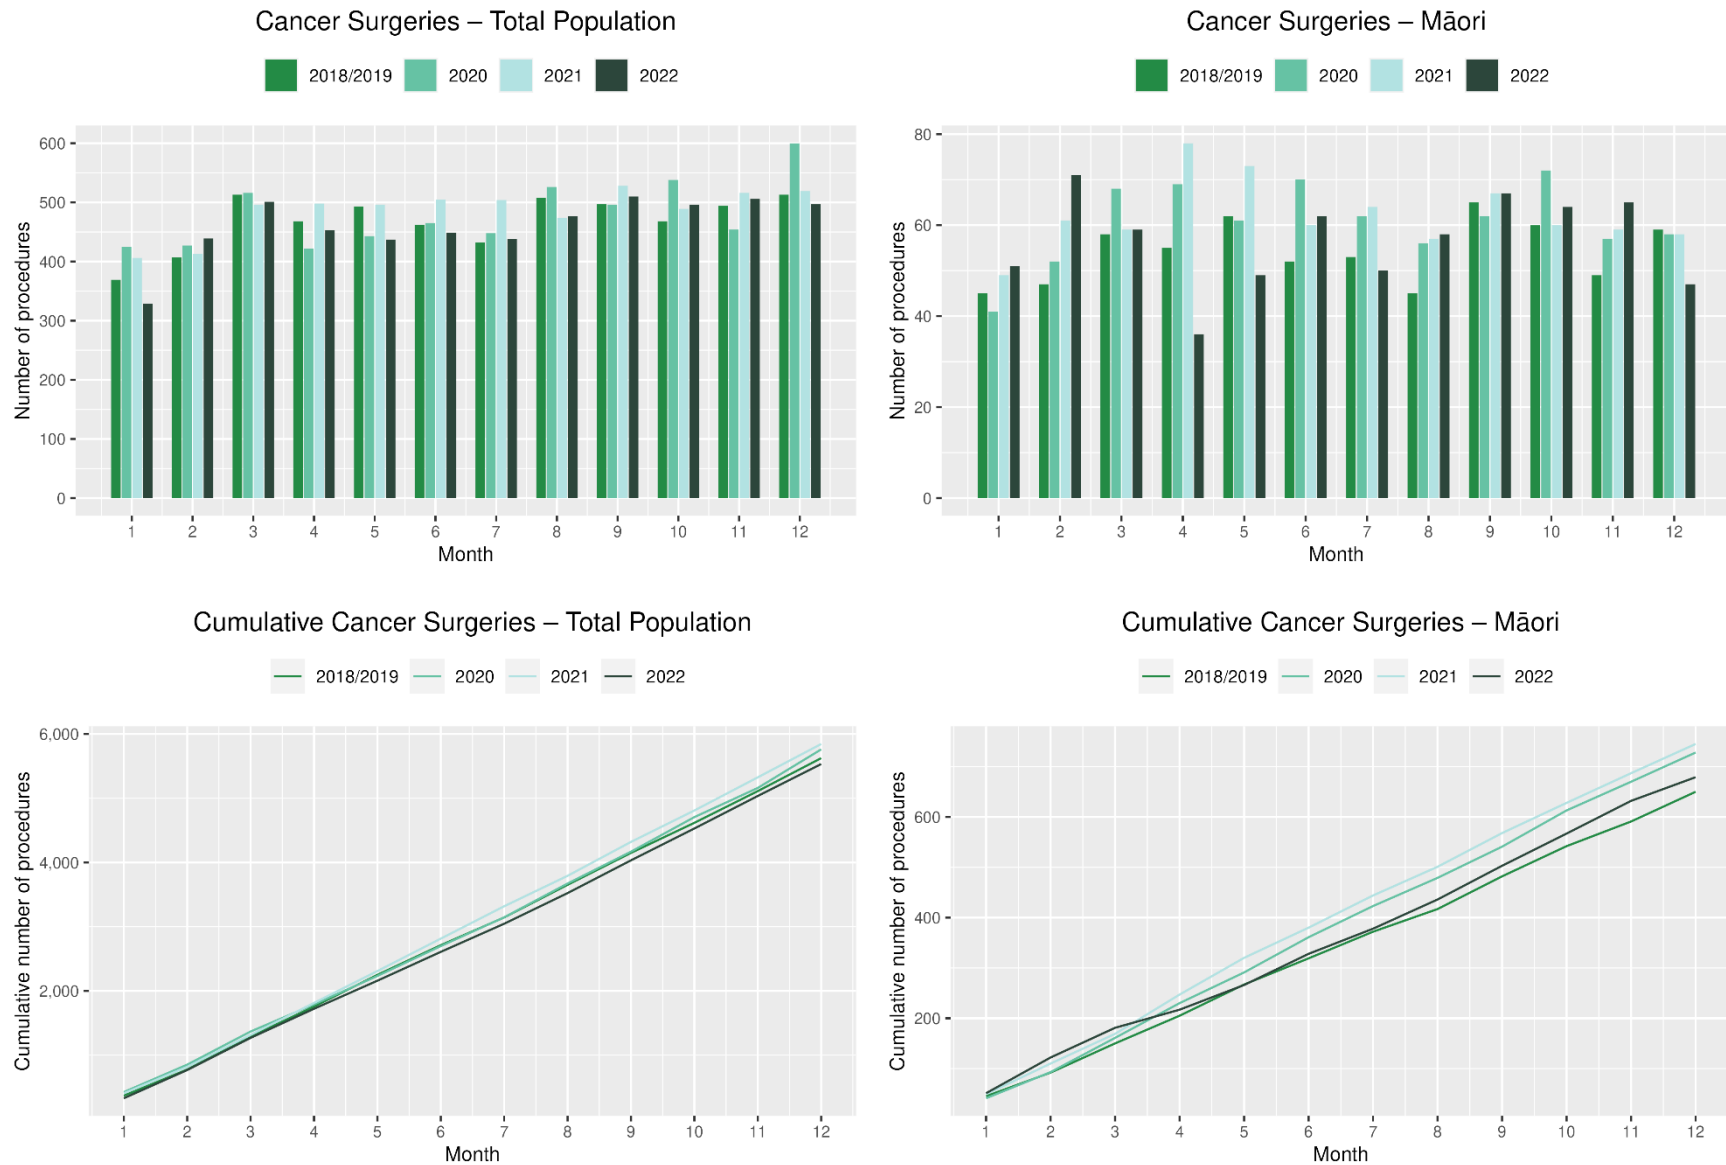 Cancer Surgeries – Total Population
2018/2019 2020 2021 2022
Number of procedures
600
500
400
300
200
100
0
1 2 3 4 5 6 7 8 9 10 11 12
Month
Cancer Surgeries – Māori
2018/2019 2020 2021 2022
Number of procedures
80
60
40
20
0
1 2 3 4 5 6 7 8 9 10 11 12
Month
Cumulative Cancer Surgeries – Total Population
2018/2019 2020 2021 2022
Cumulative number of procedures
6,000
4,000
2,000
1 2 3 4 5 6 7 8 9 10 11 12
Month
Cumulative Cancer Surgeries – Māori
2018/2019 2020 2021 2022
Cumulative number of procedures
600
400
200
1 2 3 4 5 6 7 8 9 10 11 12
Month